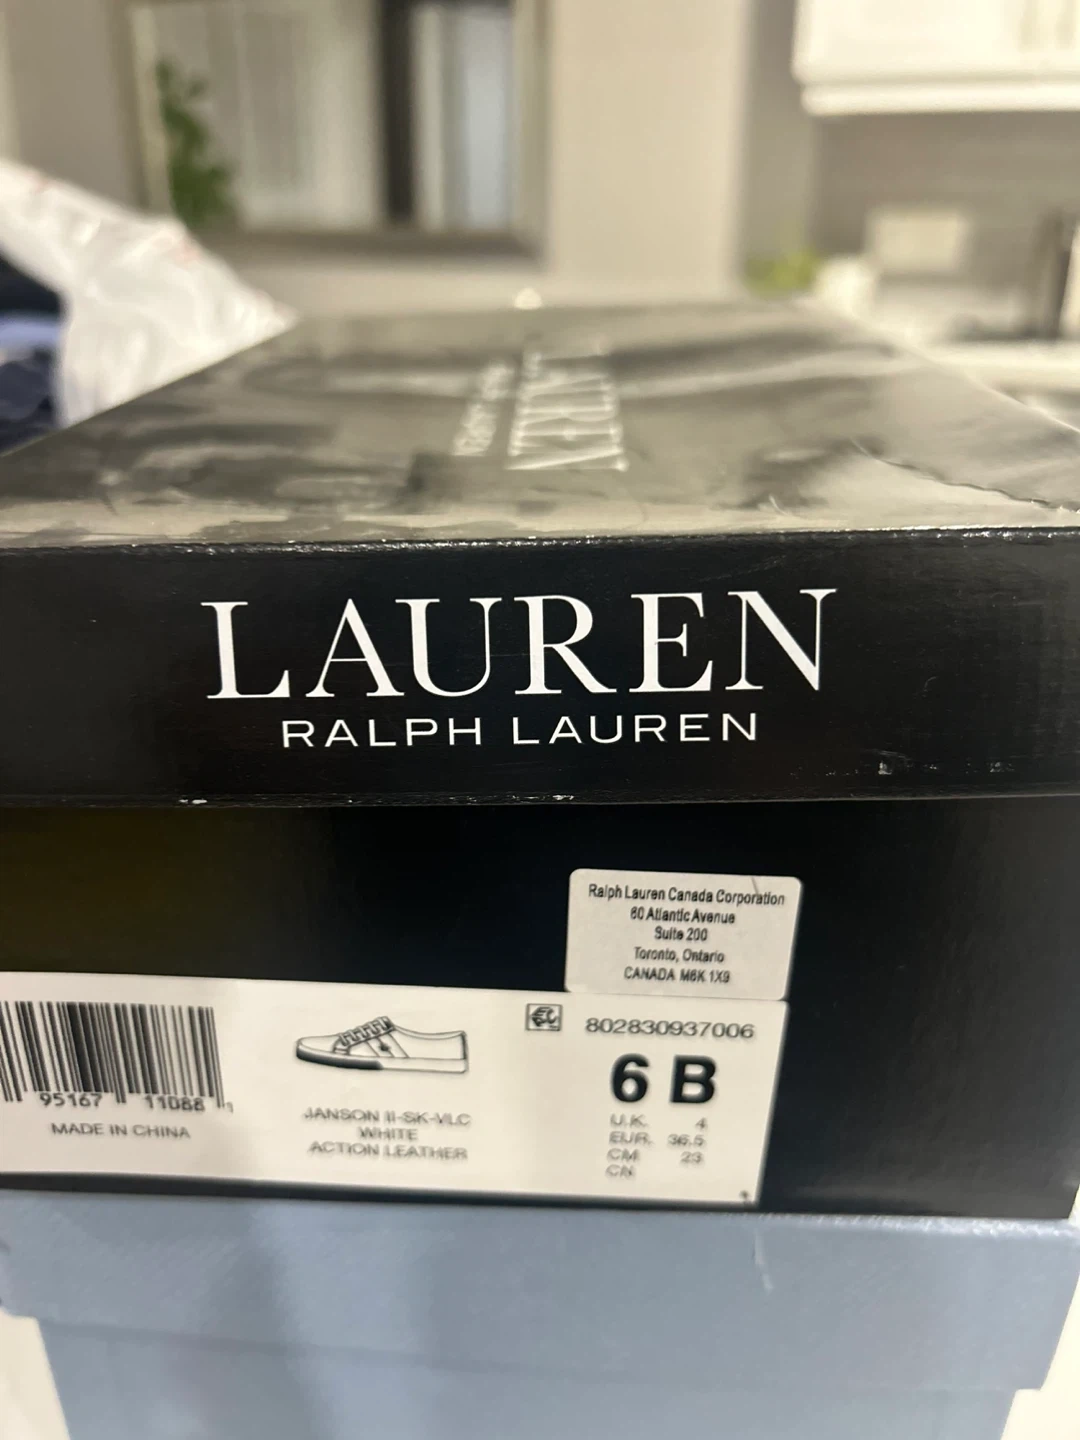 LAUREN
RALPH LAUREN
Ralph Lauren Canada Corporation
60 Atlantic Avenue
Suite 200
Toronto, Ontario
CANADA M6K 1X9
802830937006
6 B
U.K. 4
EUR. 36.5
CM 23
CN
95167 11088 1
MADE IN CHINA
JANSON II-SK-VLC
WHITE
ACTION LEATHER